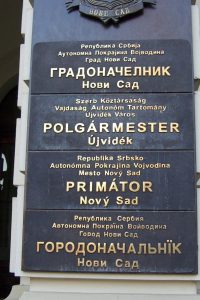 НОВИ САД
Република Србија
Аутономна Покрајина Војводина
Град Нови Сад
ГРАДОНАЧЕЛНИК
Нови Сад
Szerb Köztársaság
Vajdaság Autonóm Tartomány
Újvidék Város
POLGÁRMESTER
Újvidék
Republika Srbsko
Autonómna Pokrajina Vojvodina
Mesto Nový Sad
PRIMÁTOR
Nový Sad
Република Сербия
Автономна Покраїна Войводина
Город Нови Сад
ГОРОДОНАЧАЛЬНЇК
Нови Сад